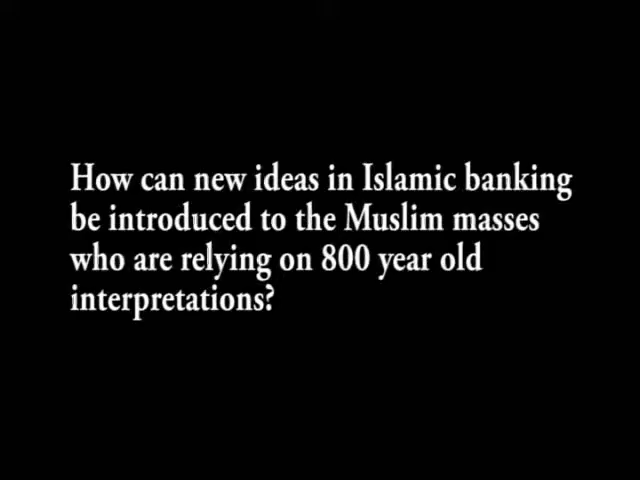 How can new ideas in Islamic banking
be introduced to the Muslim masses
who are relying on 800 year old
interpretations?